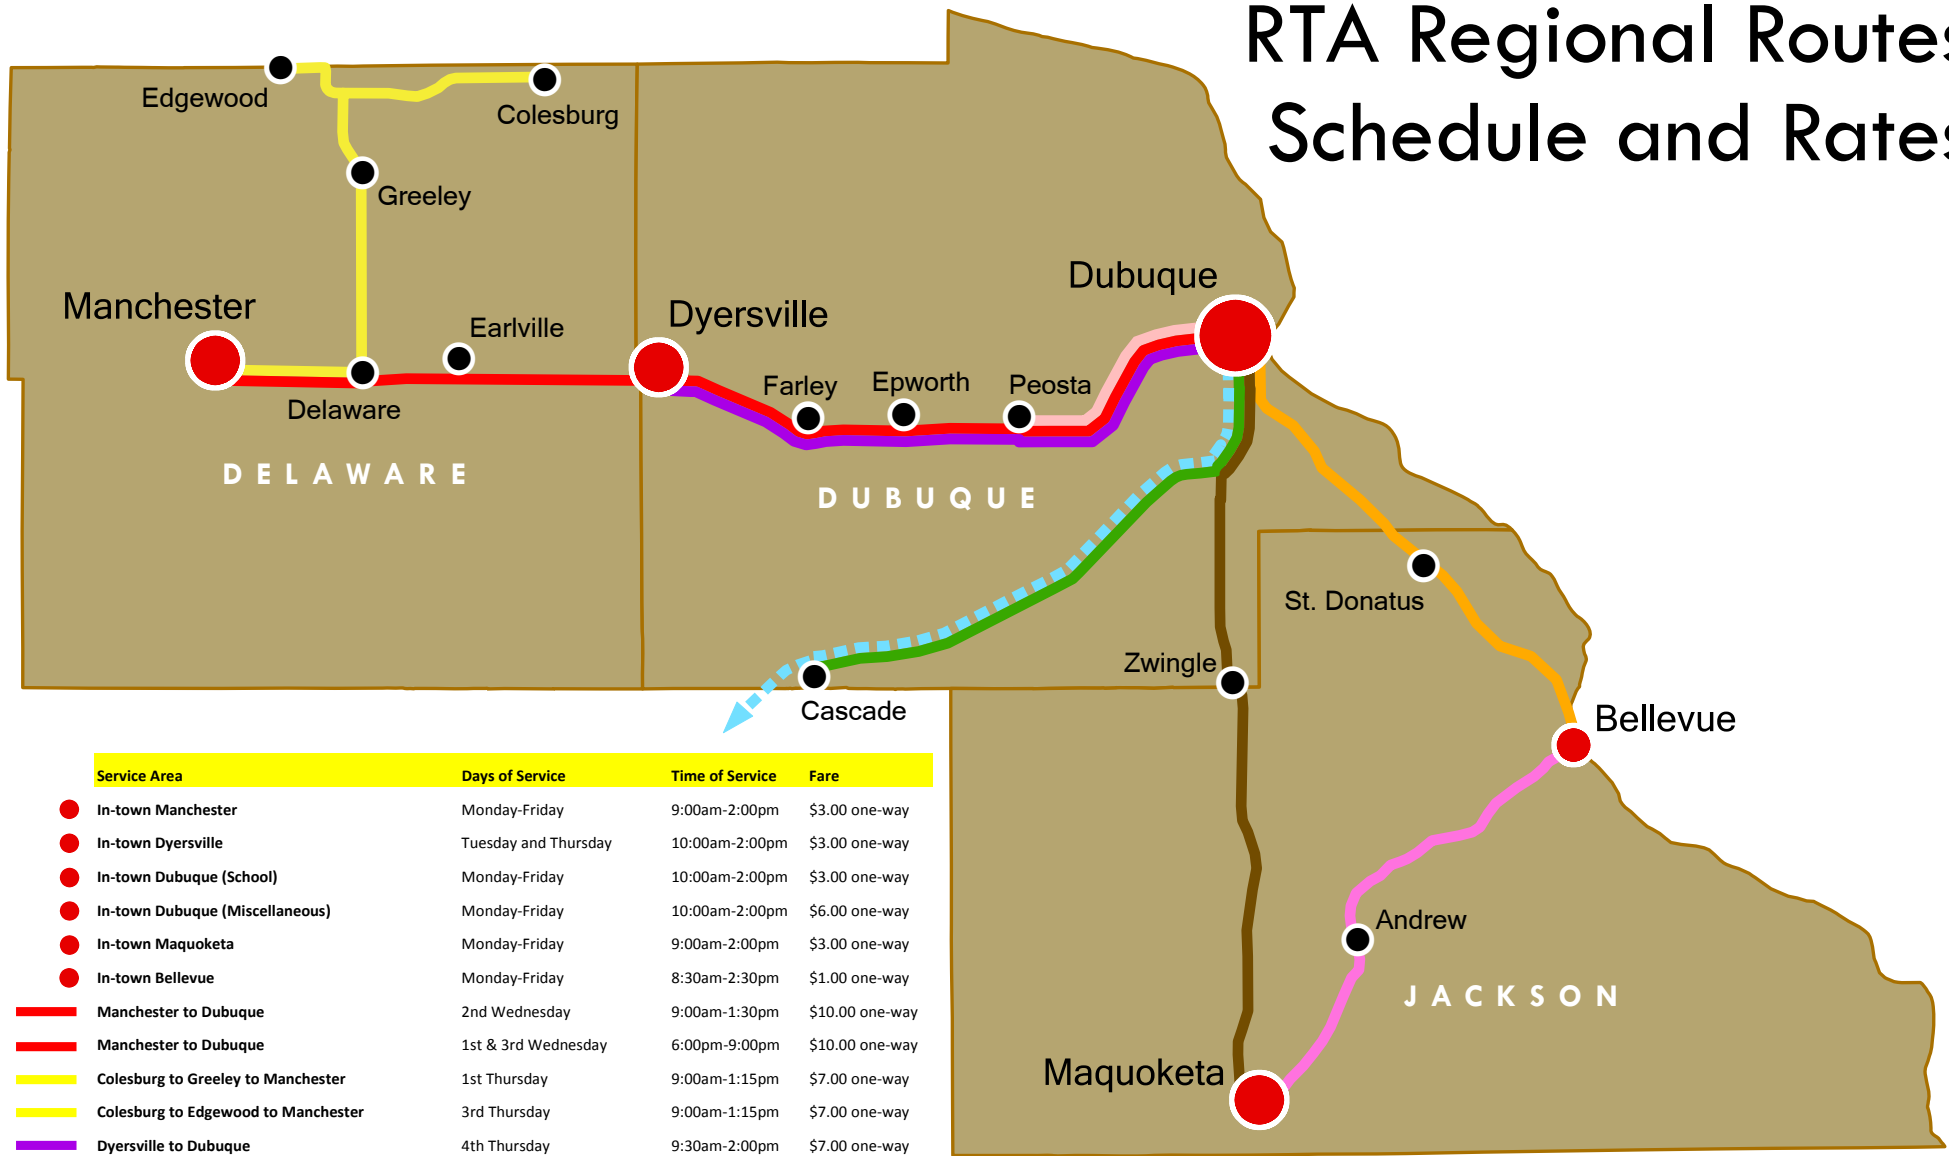 RTA Regional Routes
Schedule and Rates
Edgewood
Colesburg
Greeley
Manchester
Earlville
Delaware
Dyersville
Dubuque
Farley
Epworth
Peosta
DELAWARE
DUBUQUE
St. Donatus
Zwingle
Cascade
Bellevue
Andrew
JACKSON
Maquoketa
Service Area Days of Service Time of Service Fare
In-town Manchester Monday-Friday 9:00am-2:00pm $3.00 one-way
In-town Dyersville Tuesday and Thursday 10:00am-2:00pm $3.00 one-way
In-town Dubuque (School) Monday-Friday 10:00am-2:00pm $3.00 one-way
In-town Dubuque (Miscellaneous) Monday-Friday 10:00am-2:00pm $6.00 one-way
In-town Maquoketa Monday-Friday 9:00am-2:00pm $3.00 one-way
In-town Bellevue Monday-Friday 8:30am-2:30pm $1.00 one-way
Manchester to Dubuque 2nd Wednesday 9:00am-1:30pm $10.00 one-way
Manchester to Dubuque 1st & 3rd Wednesday 6:00pm-9:00pm $10.00 one-way
Colesburg to Greeley to Manchester 1st Thursday 9:00am-1:15pm $7.00 one-way
Colesburg to Edgewood to Manchester 3rd Thursday 9:00am-1:15pm $7.00 one-way
Dyersville to Dubuque 4th Thursday 9:30am-2:00pm $7.00 one-way